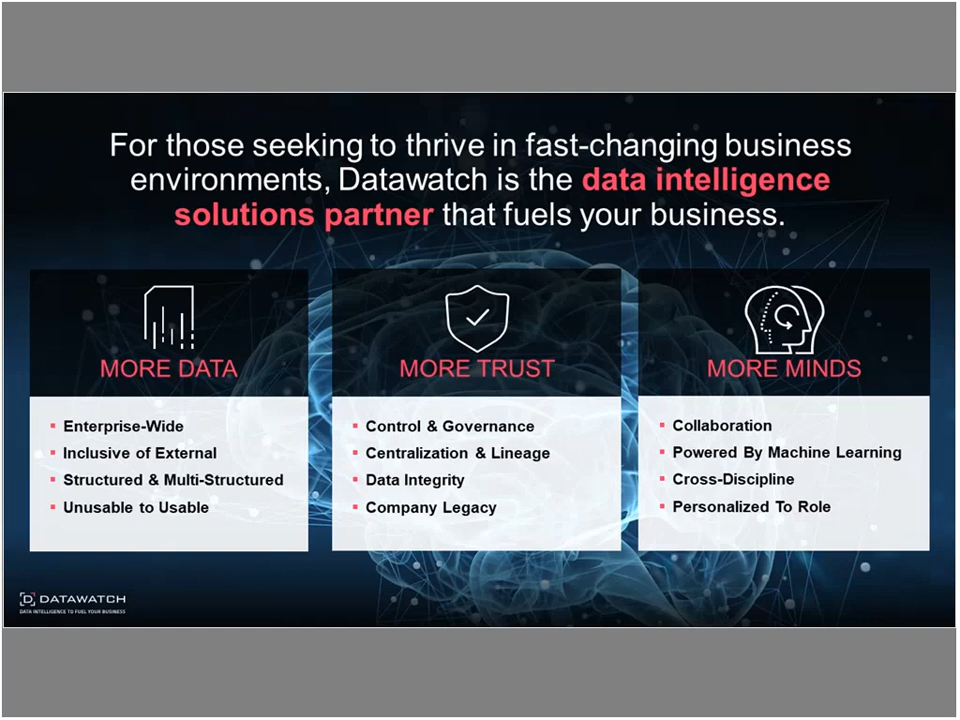 For those seeking to thrive in fast-changing business
environments, Datawatch is the data intelligence
solutions partner that fuels your business.
MORE DATA
▪ Enterprise-Wide
▪ Inclusive of External
▪ Structured & Multi-Structured
▪ Unusable to Usable
MORE TRUST
▪ Control & Governance
▪ Centralization & Lineage
▪ Data Integrity
▪ Company Legacy
MORE MINDS
▪ Collaboration
▪ Powered By Machine Learning
▪ Cross-Discipline
▪ Personalized To Role
[D] DATAWATCH
DATA INTELLIGENCE TO FUEL YOUR BUSINESS